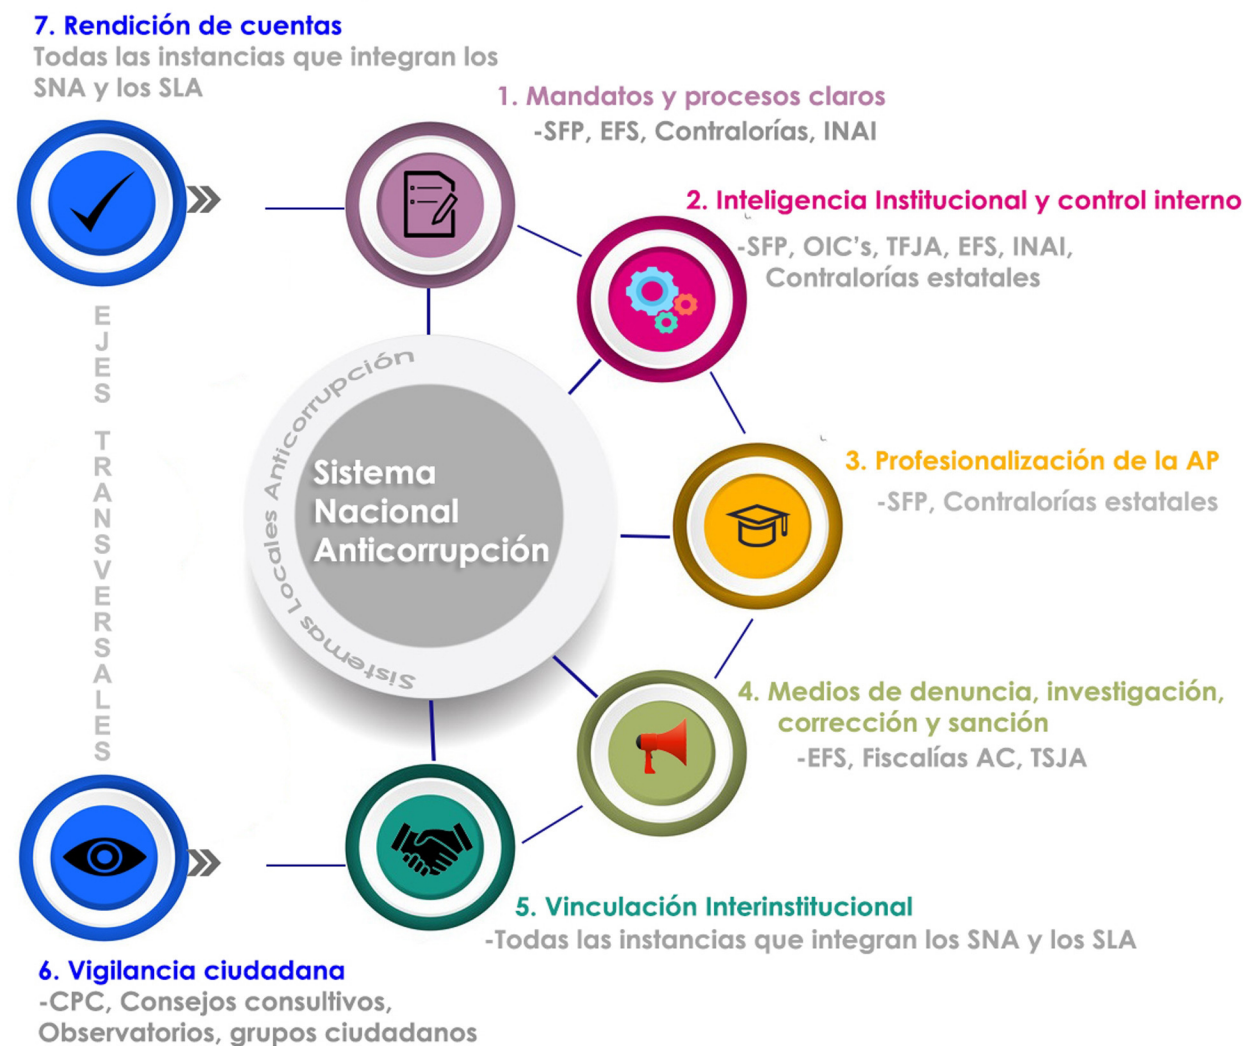 7. Rendición de cuentas
Todas las instancias que integran los
SNA y los SLA
1. Mandatos y procesos claros
-SFP, EFS, Contralorías, INAI
2. Inteligencia Institucional y control interno
-SFP, OIC's, TFJA, EFS, INAI,
Contralorías estatales
3. Profesionalización de la AP
-SFP, Contralorías estatales
4. Medios de denuncia, investigación,
corrección y sanción
-EFS, Fiscalías AC, TSJA
5. Vinculación Interinstitucional
-Todas las instancias que integran los SNA y los SLA
6. Vigilancia ciudadana
-CPC, Consejos consultivos,
Observatorios, grupos ciudadanos
EJES TRANSVERSALES
Sistemas Locales Anticorrupción
Sistema
Nacional
Anticorrupción